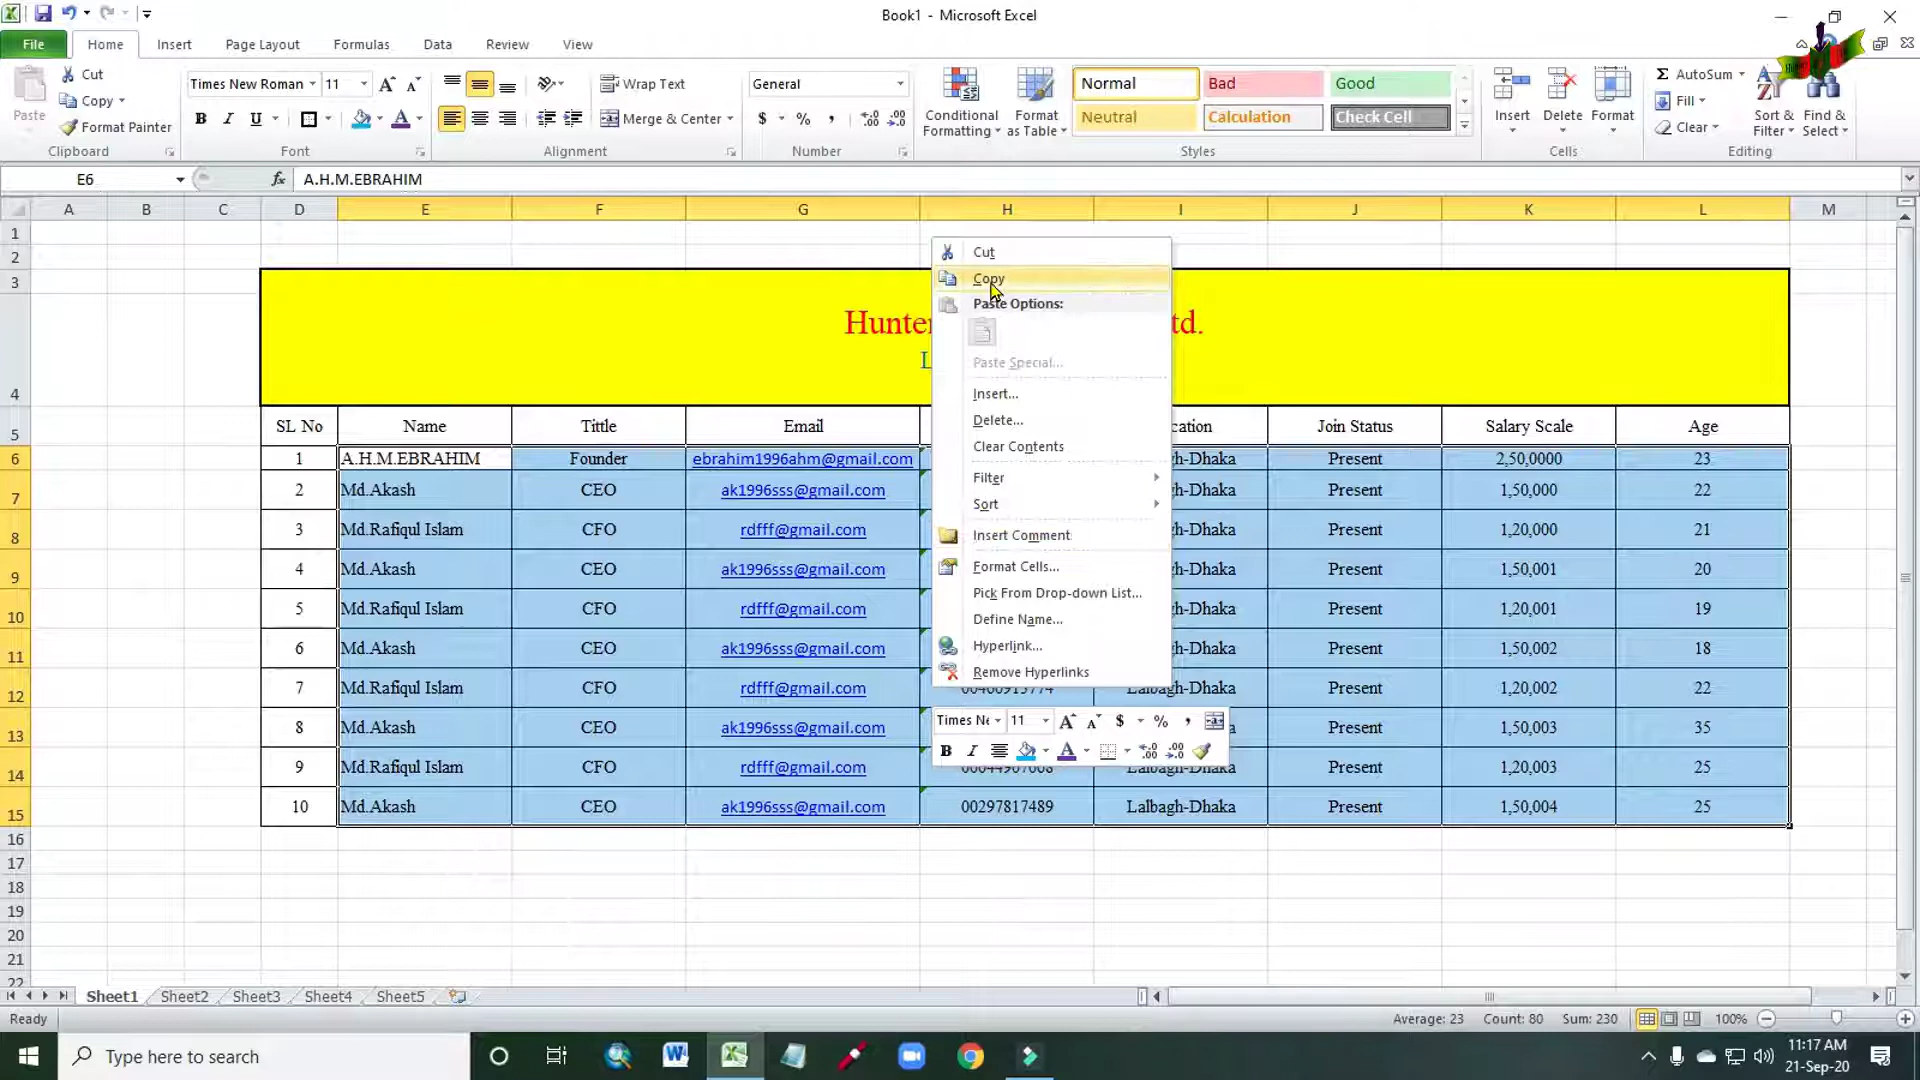 Book1 - Microsoft Excel
File Home Insert Page Layout Formulas Data Review View
Paste
Cut
Copy
Format Painter
Clipboard
Times New Roman 11
B I U
Font
Wrap Text
Merge & Center
Alignment
General
$ % ,
Number
Conditional Formatting
Format as Table
Normal Bad Good
Neutral Calculation Check Cell
Styles
Insert Delete Format
Cells
AutoSum
Fill
Clear
Sort & Filter
Find & Select
Editing
E6 fx A.H.M.EBRAHIM
A B C D E F G H I J K L M
1
2
3
4
Hunter td.
L
5 SL No Name Tittle Email cation Join Status Salary Scale Age
6 1 A.H.M.EBRAHIM Founder ebrahim1996ahm@gmail.com gh-Dhaka Present 2,50,0000 23
7 2 Md.Akash CEO ak1996sss@gmail.com gh-Dhaka Present 1,50,000 22
8 3 Md.Rafiqul Islam CFO rdfff@gmail.com gh-Dhaka Present 1,20,000 21
9 4 Md.Akash CEO ak1996sss@gmail.com gh-Dhaka Present 1,50,001 20
10 5 Md.Rafiqul Islam CFO rdfff@gmail.com gh-Dhaka Present 1,20,001 19
11 6 Md.Akash CEO ak1996sss@gmail.com gh-Dhaka Present 1,50,002 18
12 7 Md.Rafiqul Islam CFO rdfff@gmail.com Lalbagh-Dhaka Present 1,20,002 22
13 8 Md.Akash CEO ak1996sss@gmail.com Present 1,50,003 35
14 9 Md.Rafiqul Islam CFO rdfff@gmail.com Lalbagh-Dhaka Present 1,20,003 25
15 10 Md.Akash CEO ak1996sss@gmail.com 00297817489 Lalbagh-Dhaka Present 1,50,004 25
16
17
18
19
20
21
22
Cut
Copy
Paste Options:
Paste Special...
Insert...
Delete...
Clear Contents
Filter
Sort
Insert Comment
Format Cells...
Pick From Drop-down List...
Define Name...
Hyperlink...
Remove Hyperlinks
Times Ne 11 $ % ,
B I
Sheet1 Sheet2 Sheet3 Sheet4 Sheet5
Ready Average: 23 Count: 80 Sum: 230 100%
Type here to search
11:17 AM
21-Sep-20